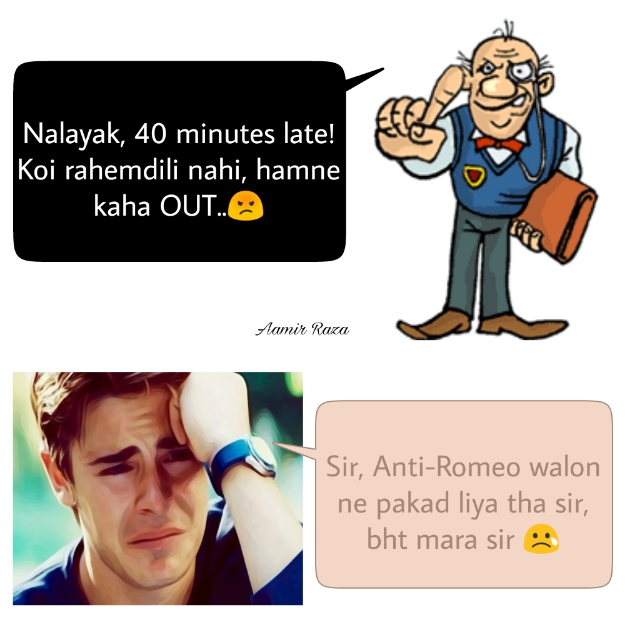 Nalayak, 40 minutes late!
Koi rahemdili nahi, hamne
kaha OUT..😡
Aamir Raza
Sir, Anti-Romeo walon
ne pakad liya tha sir,
bht mara sir 😢